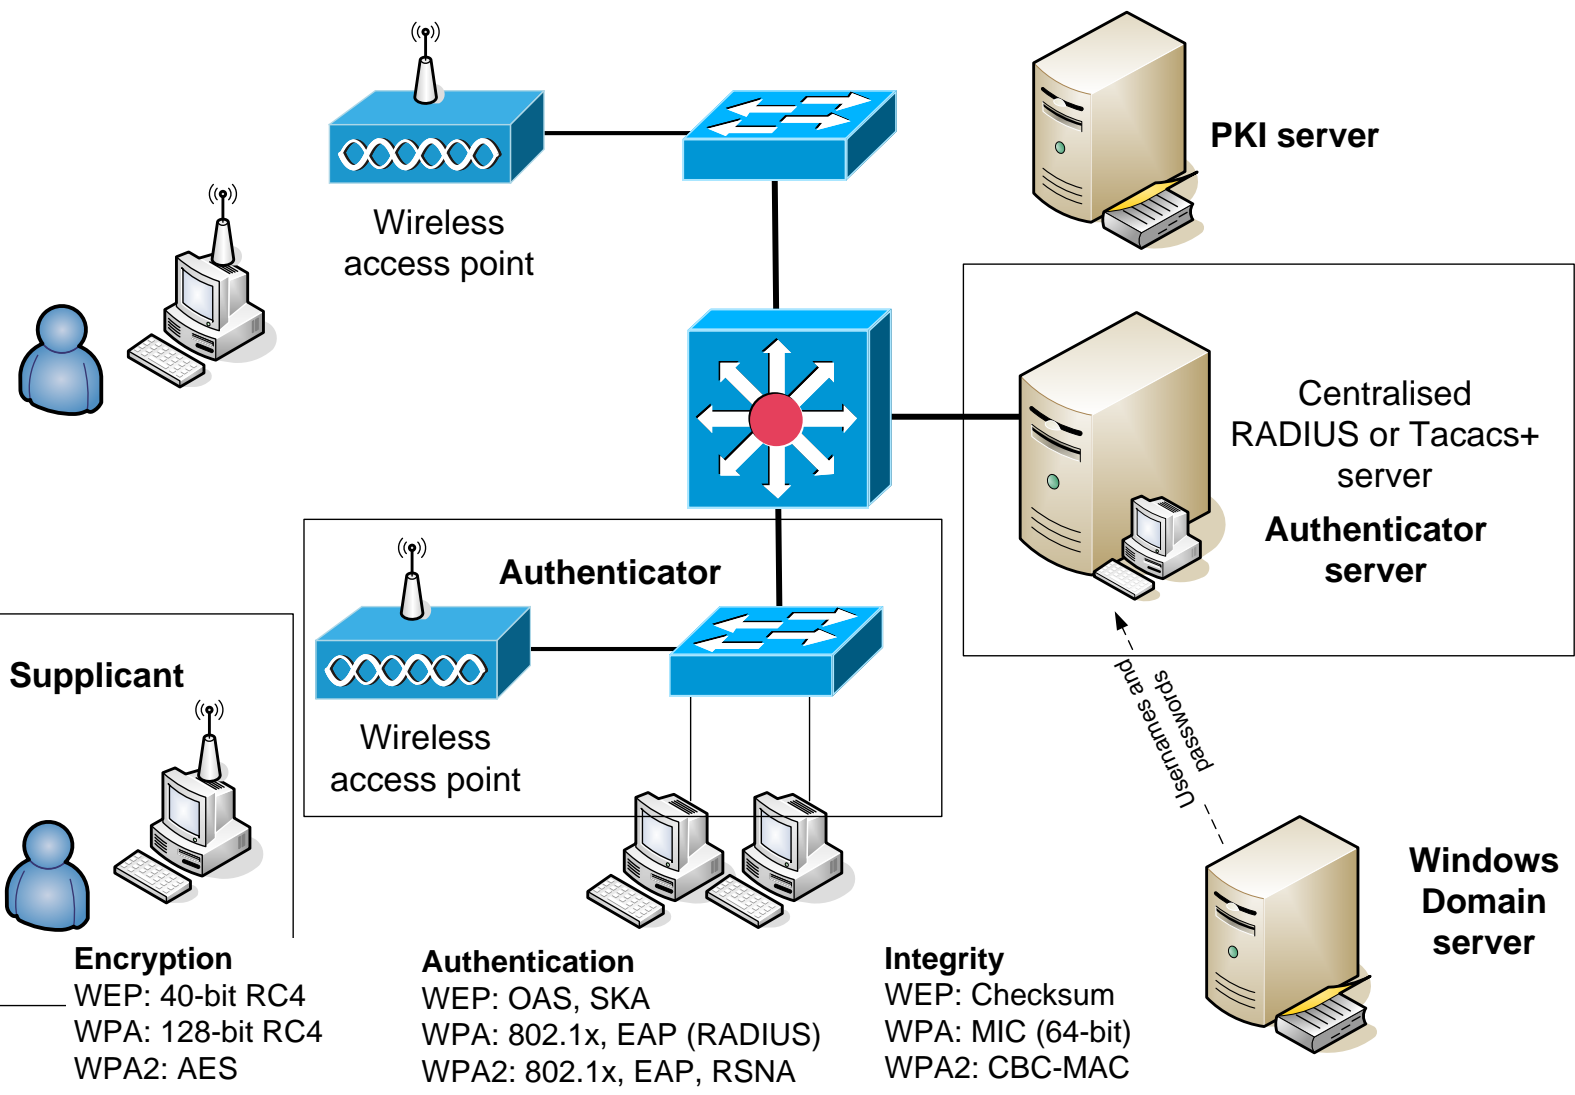 PKI server
Wireless
access point
Centralised
RADIUS or Tacacs+
server
Authenticator
server
Authenticator
Supplicant
Wireless
access point
Usernames and
passwords
Windows
Domain
server
Encryption
WEP: 40-bit RC4
WPA: 128-bit RC4
WPA2: AES
Authentication
WEP: OAS, SKA
WPA: 802.1x, EAP (RADIUS)
WPA2: 802.1x, EAP, RSNA
Integrity
WEP: Checksum
WPA: MIC (64-bit)
WPA2: CBC-MAC